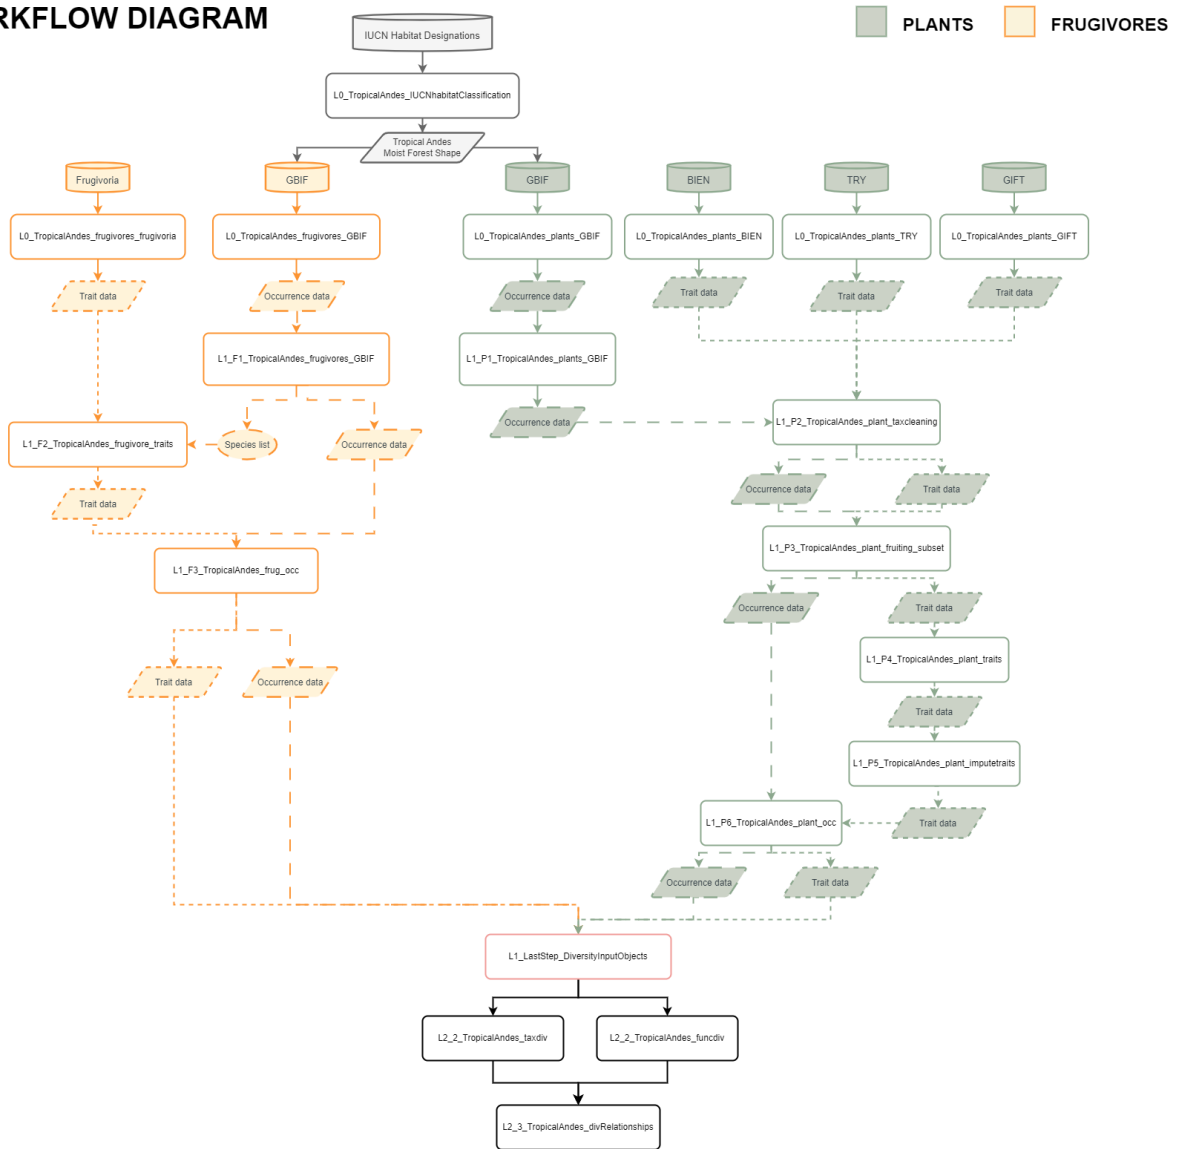 RKFLOW DIAGRAM
PLANTS
FRUGIVORES
IUCN Habitat Designations
L0_TropicalAndes_IUCNhabitatClassification
Tropical Andes
Moist Forest Shape
Frugivoria
GBIF
GBIF
BIEN
TRY
GIFT
L0_TropicalAndes_frugivores_frugivoria
L0_TropicalAndes_frugivores_GBIF
L0_TropicalAndes_plants_GBIF
L0_TropicalAndes_plants_BIEN
L0_TropicalAndes_plants_TRY
L0_TropicalAndes_plants_GIFT
Trait data
Occurrence data
Occurrence data
Trait data
Trait data
Trait data
L1_F1_TropicalAndes_frugivores_GBIF
L1_P1_TropicalAndes_plants_GBIF
Occurrence data
L1_P2_TropicalAndes_plant_taxcleaning
L1_F2_TropicalAndes_frugivore_traits
Species list
Occurrence data
Trait data
Occurrence data
Trait data
L1_P3_TropicalAndes_plant_fruiting_subset
L1_F3_TropicalAndes_frug_occ
Occurrence data
Trait data
L1_P4_TropicalAndes_plant_traits
Trait data
Occurrence data
Trait data
L1_P5_TropicalAndes_plant_imputetraits
L1_P6_TropicalAndes_plant_occ
Trait data
Occurrence data
Trait data
L1_LastStep_DiversityInputObjects
L2_2_TropicalAndes_taxdiv
L2_2_TropicalAndes_funcdiv
L2_3_TropicalAndes_divRelationships